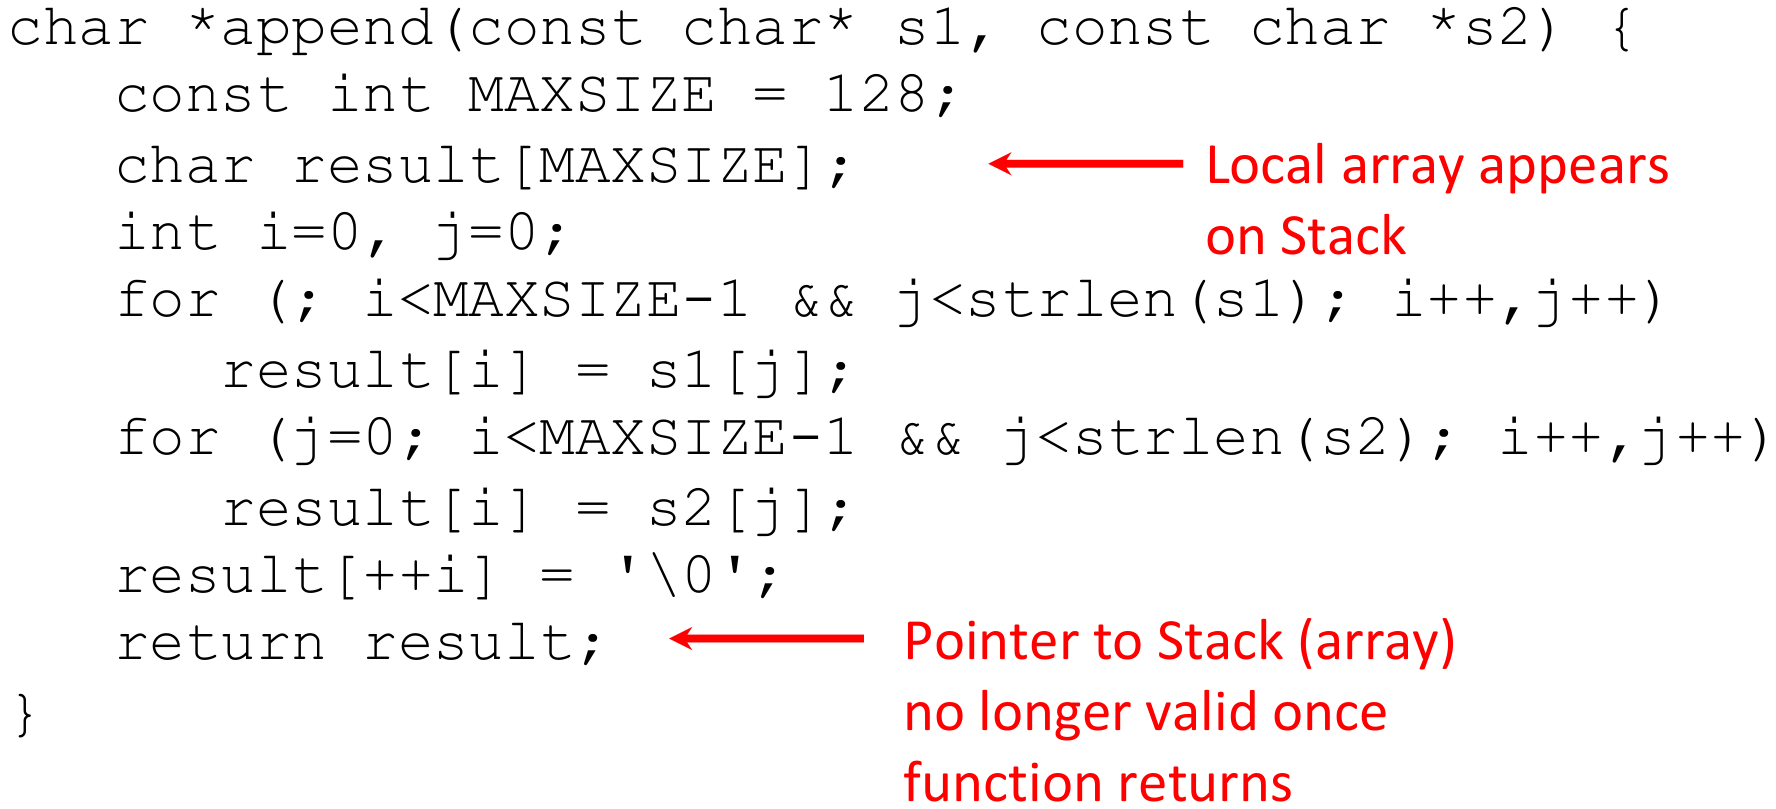 char *append(const char* s1, const char *s2) {
const int MAXSIZE = 128;
char result[MAXSIZE];
Local array appears
on Stack
int i=0, j=0;
for (; i<MAXSIZE-1 && j<strlen(s1); i++,j++)
result[i] = s1[j];
for (j=0; i<MAXSIZE-1 && j<strlen(s2); i++,j++)
result[i] = s2[j];
result[++i] = '\0';
return result;
Pointer to Stack (array)
no longer valid once
function returns
}